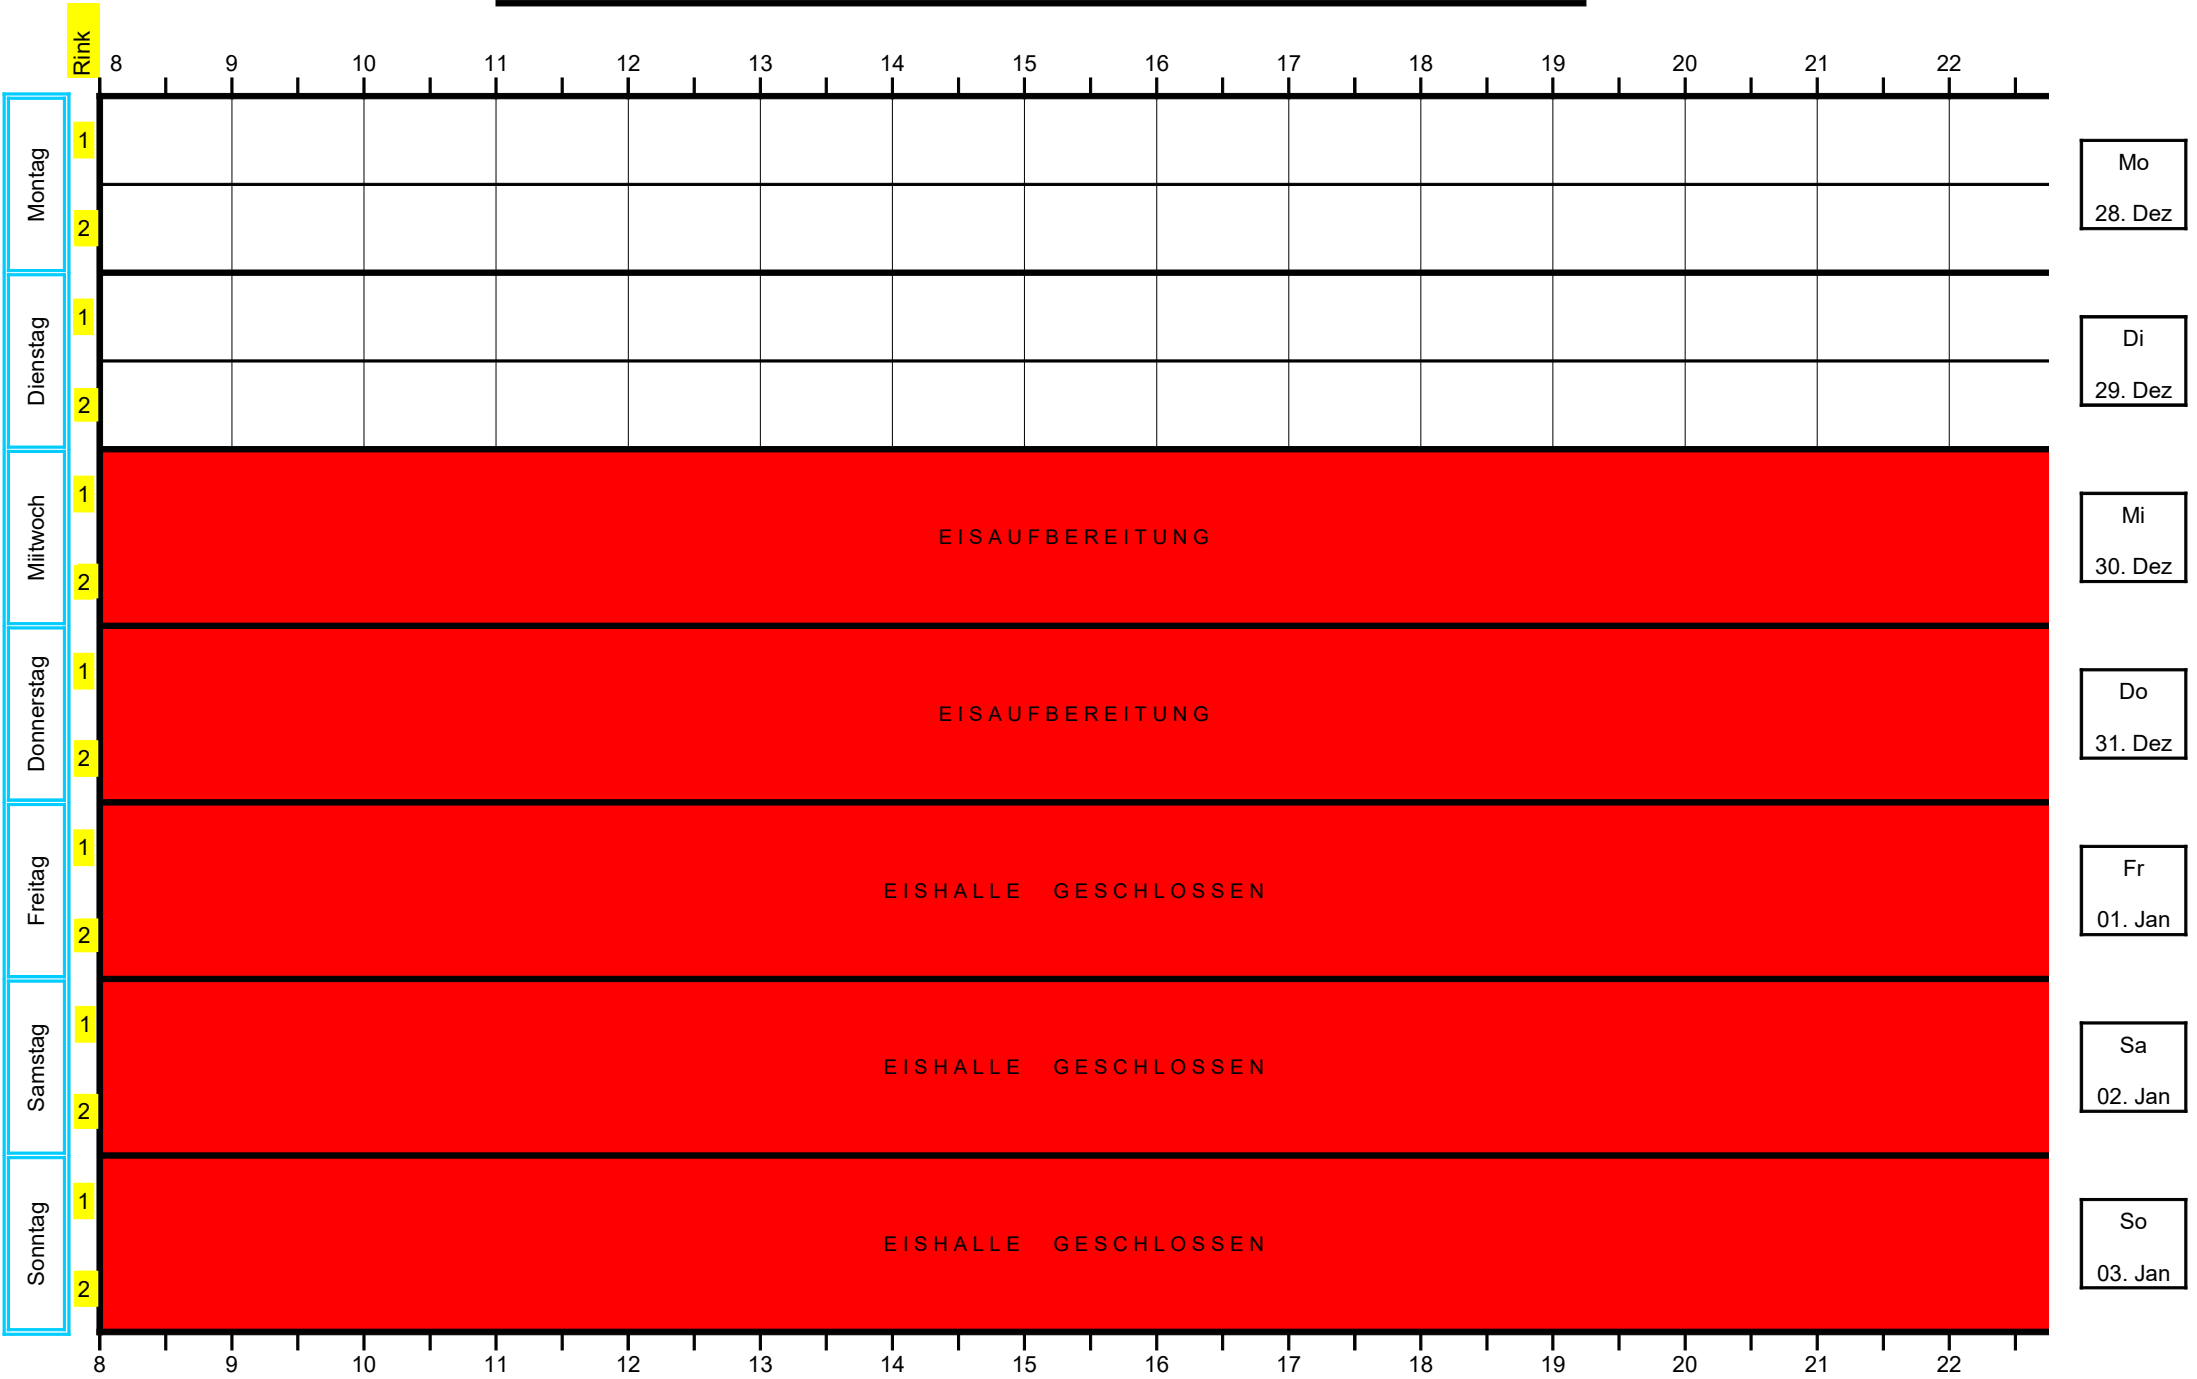 Rink
8 9 10 11 12 13 14 15 16 17 18 19 20 21 22
Montag
1
2
Mo
28. Dez
Dienstag
1
2
Di
29. Dez
Miitwoch
1
2
EISAUFBEREITUNG
Mi
30. Dez
Donnerstag
1
2
EISAUFBEREITUNG
Do
31. Dez
Freitag
1
2
EISHALLE GESCHLOSSEN
Fr
01. Jan
Samstag
1
2
EISHALLE GESCHLOSSEN
Sa
02. Jan
Sonntag
1
2
EISHALLE GESCHLOSSEN
So
03. Jan
8 9 10 11 12 13 14 15 16 17 18 19 20 21 22